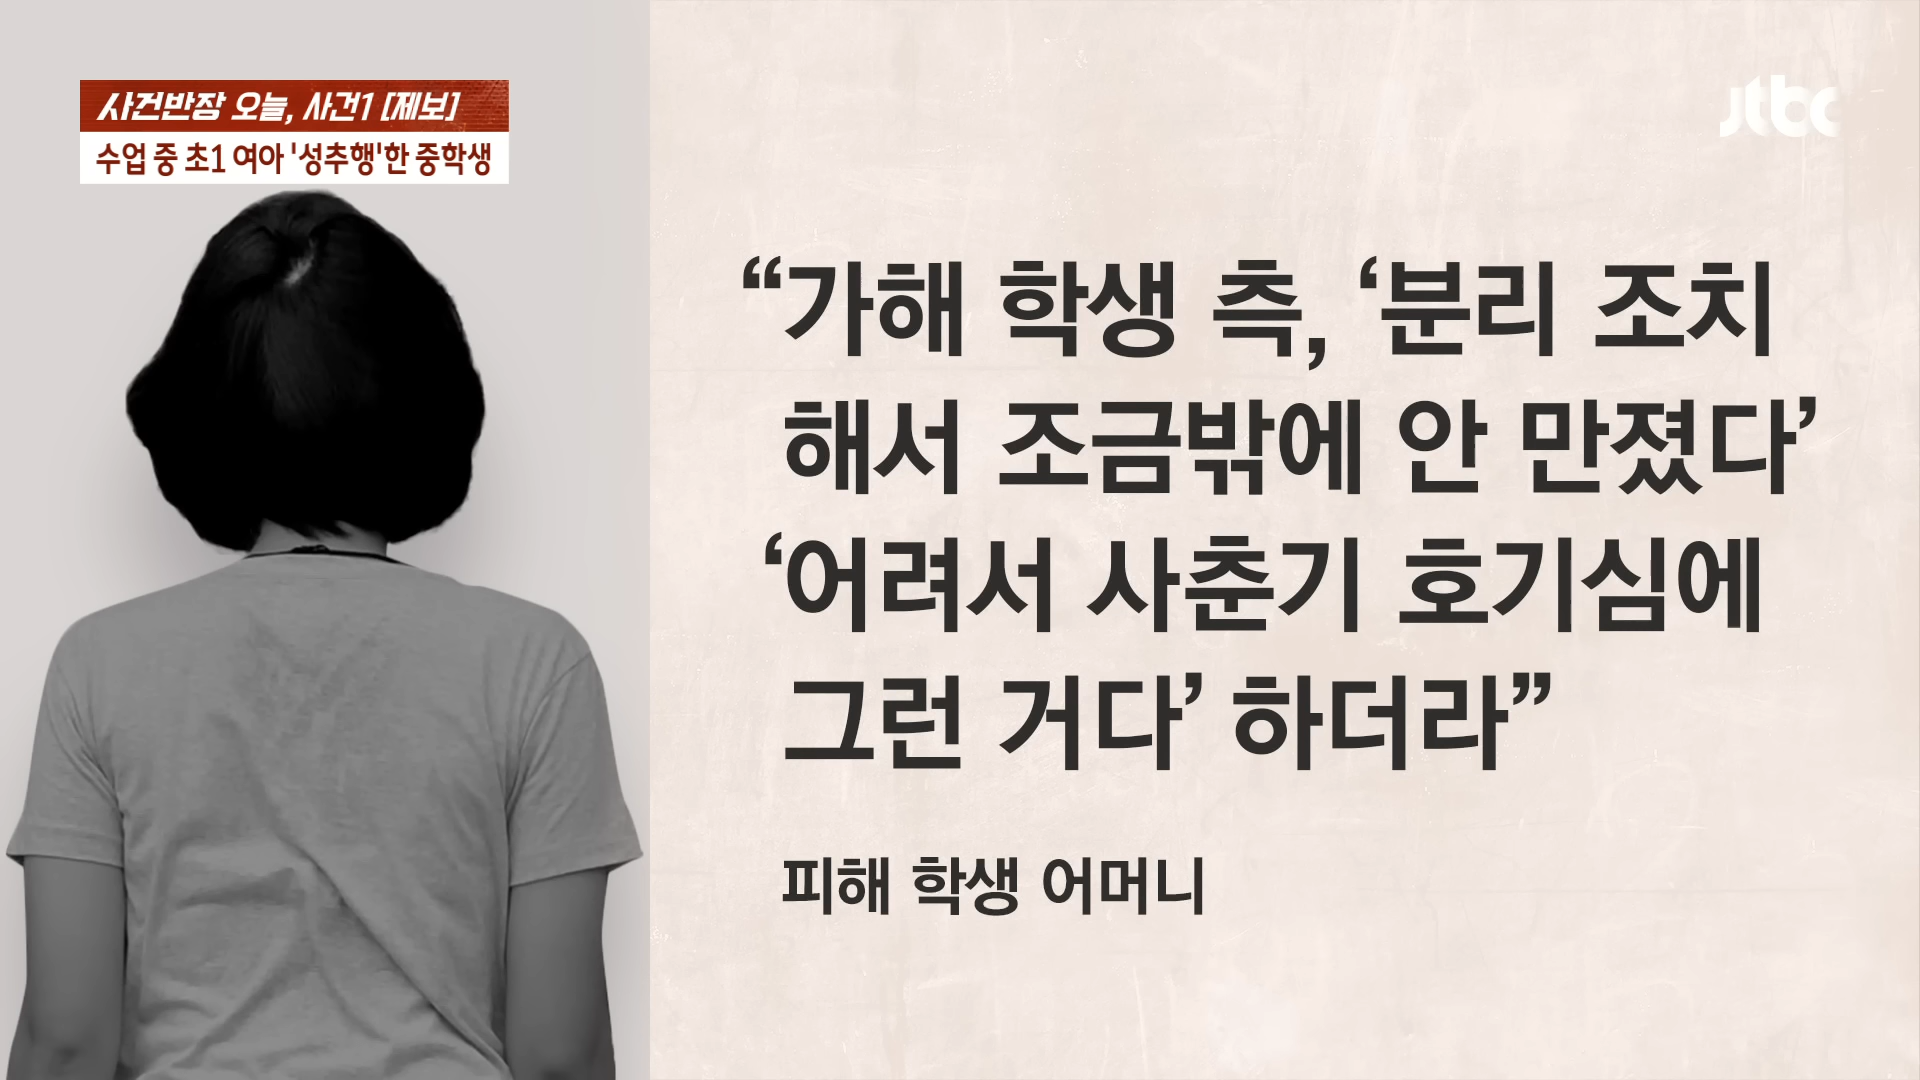 사건반장 오늘, 사건1 [제보]
수업 중 초1 여아 '성추행'한 중학생
jtbc
“가해 학생 측, ‘분리 조치
해서 조금밖에 안 만졌다’
‘어려서 사춘기 호기심에
그런 거다’ 하더라”
피해 학생 어머니